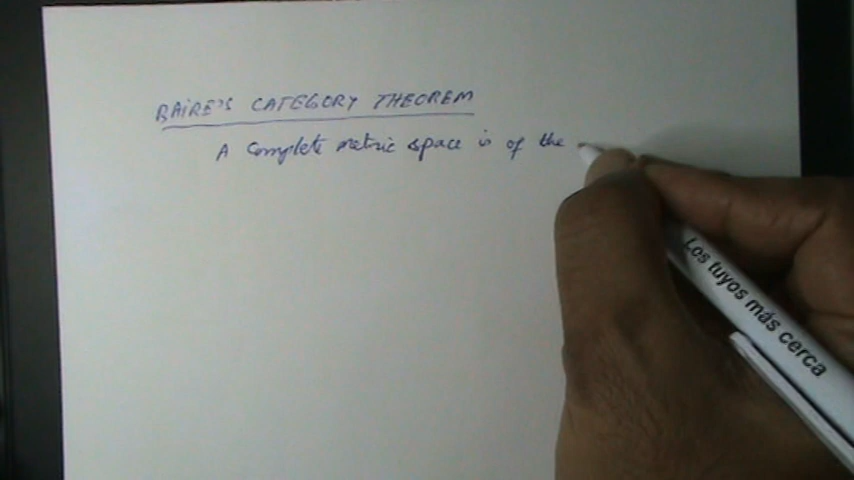 BAIRE'S CATEGORY THEOREM
A Complete metric space is of the
Los tuyos más cerca